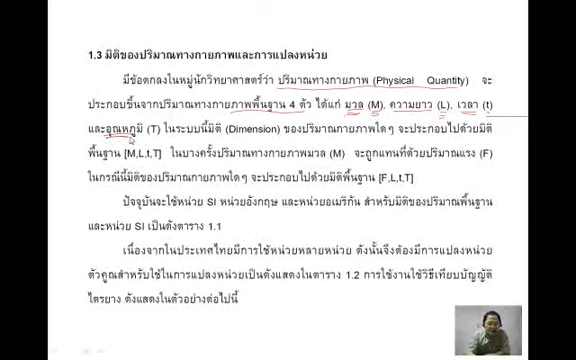 1.3 มิติของปริมาณทางกายภาพและการแปลงหน่วย
มีข้อตกลงในหมู่นักวิทยาศาสตร์ว่า ปริมาณทางกายภาพ (Physical Quantity) จะ
ประกอบขึ้นจากปริมาณทางกายภาพพื้นฐาน 4 ตัว ได้แก่ มวล (M), ความยาว (L), เวลา (t)
และอุณหภูมิ (T) ในระบบนี้มิติ (Dimension) ของปริมาณกายภาพใดๆ จะประกอบไปด้วยมิติ
พื้นฐาน [M,L,t,T] ในบางครั้งปริมาณทางกายภาพมวล (M) จะถูกแทนที่ด้วยปริมาณแรง (F)
ในกรณีนี้มิติของปริมาณกายภาพใดๆ จะประกอบไปด้วยมิติพื้นฐาน [F,L,t,T]
ปัจจุบันจะใช้หน่วย SI หน่วยอังกฤษ และหน่วยอเมริกัน สำหรับมิติของปริมาณพื้นฐาน
และหน่วย SI เป็นดังตาราง 1.1
เนื่องจากในประเทศไทยมีการใช้หน่วยหลายหน่วย ดังนั้นจึงต้องมีการแปลงหน่วย
ตัวคูณสำหรับใช้ในการแปลงหน่วยเป็นดังแสดงในตาราง 1.2 การใช้งานใช้วิธีเทียบบัญญัติ
ไตรยาง ดังแสดงในตัวอย่างต่อไปนี้